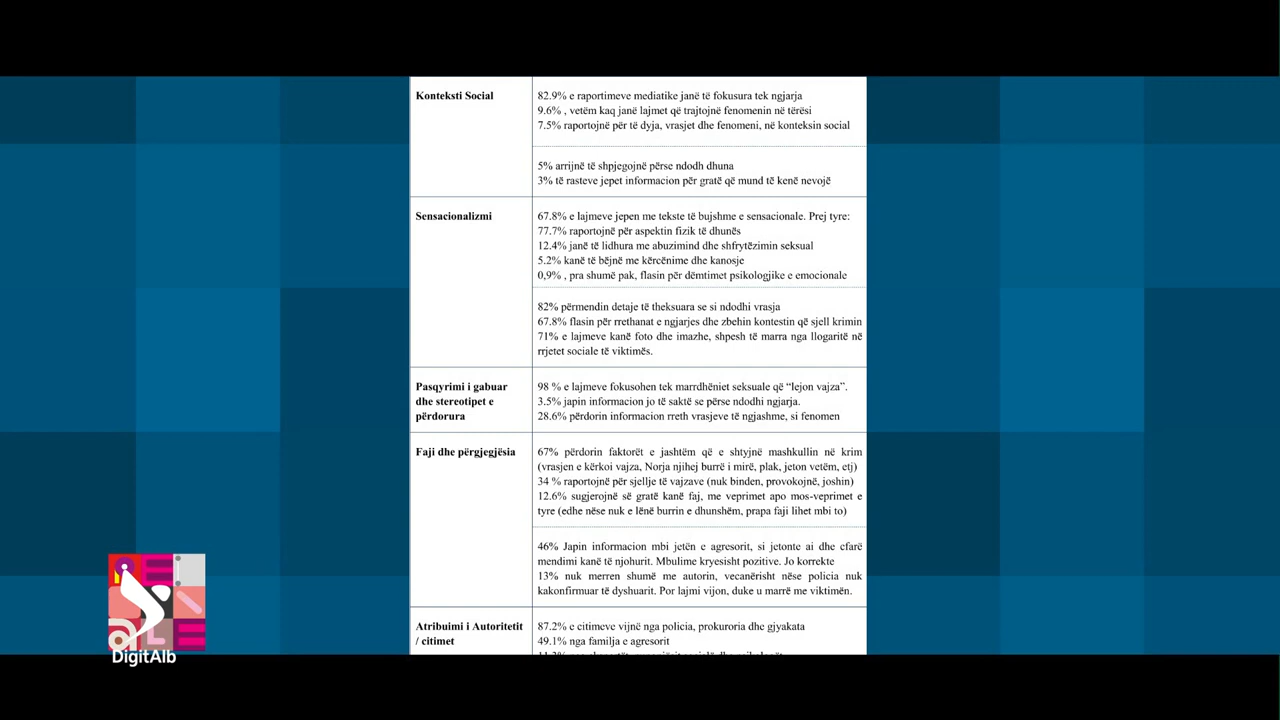 Konteksti Social
82.9% e raportimeve mediatike janë të fokusura tek ngjarja
9.6% , vetëm kaq janë lajmet që trajtojnë fenomenin në tërësi
7.5% raportojnë për të dyja, vrasjet dhe fenomeni, në konteksin social
5% arrijnë të shpjegojnë përse ndodh dhuna
3% të rasteve jepet informacion për gratë që mund të kenë nevojë
Sensacionalizmi
67.8% e lajmeve jepen me tekste të bujshme e sensacionale. Prej tyre:
77.7% raportojnë për aspektin fizik të dhunës
12.4% janë të lidhura me abuzimind dhe shfrytëzimin seksual
5.2% kanë të bëjnë me kërcënime dhe kanosje
0,9% , pra shumë pak, flasin për dëmtimet psikologjike e emocionale
82% përmendin detaje të theksuara se si ndodhi vrasja
67.8% flasin për rrethanat e ngjarjes dhe zbehin kontestin që sjell krimin
71% e lajmeve kanë foto dhe imazhe, shpesh të marra nga llogaritë në
rrjetet sociale të viktimës.
Pasqyrimi i gabuar
dhe stereotipet e
përdorura
98 % e lajmeve fokusohen tek marrdhëniet seksuale që “lejon vajza”.
3.5% japin informacion jo të saktë se përse ndodhi ngjarja.
28.6% përdorin informacion rreth vrasjeve të ngjashme, si fenomen
Faji dhe përgjegjësia
67% përdorin faktorët e jashtëm që e shtyjnë mashkullin në krim
(vrasjen e kërkoi vajza, Norja njihej burrë i mirë, plak, jeton vetëm, etj)
34 % raportojnë për sjellje të vajzave (nuk binden, provokojnë, joshin)
12.6% sugjerojnë së gratë kanë faj, me veprimet apo mos-veprimet e
tyre (edhe nëse nuk e lënë burrin e dhunshëm, prapa faji lihet mbi to)
46% Japin informacion mbi jetën e agresorit, si jetonte ai dhe cfarë
mendimi kanë të njohurit. Mbulime kryesisht pozitive. Jo korrekte
13% nuk merren shumë me autorin, vecanërisht nëse policia nuk
kakonfirmuar të dyshuarit. Por lajmi vijon, duke u marrë me viktimën.
Atribuimi i Autoritetit
/ citimet
87.2% e citimeve vijnë nga policia, prokuroria dhe gjyakata
49.1% nga familja e agresorit
DigitAlb